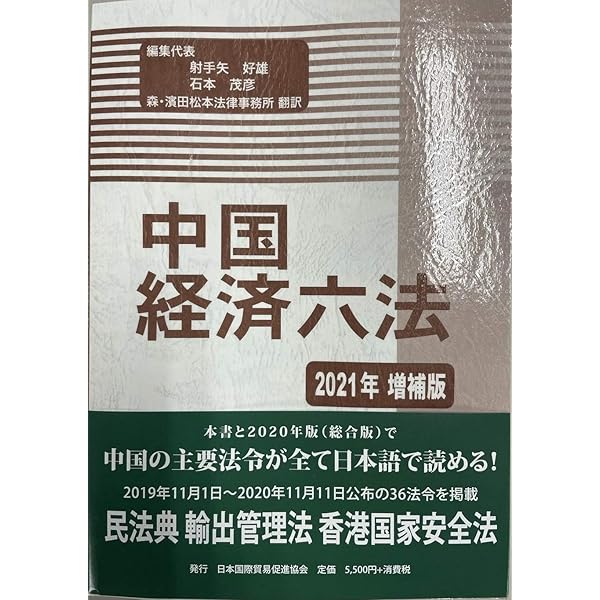 編集代表
射手矢 好雄
石本 茂彦
森・濱田松本法律事務所 翻訳
中国
経済六法
2021年 増補版
本書と2020年版(総合版)で
中国の主要法令が全て日本語で読める!
2019年11月1日～2020年11月11日公布の36法令を掲載
民法典 輸出管理法 香港国家安全法
発行 日本国際貿易促進協会 定価 5,500円+消費税